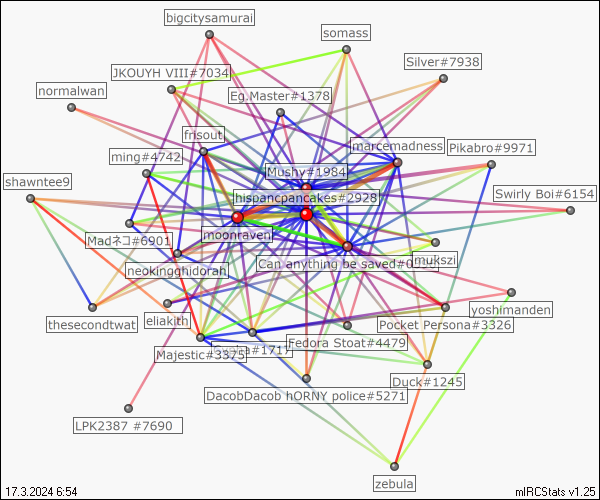 bigcitysamurai
somass
Silver#7938
JKOUYH VIII#7034
normalwan
Eg.Master#1378
frisout
marcemadness
Pikabro#9971
ming#4742
Mushy#1984
shawntee9
hispancpancakes#2928
Swirly Boi#6154
moonraven
Madネコ#6901
mukszi
Can anything be saved#0
neokingghidorah
yoshimanden
thesecondtwat
eliakith
Pocket Persona#3326
Fedora Stoat#4479
Majestic#3375
#1717
Duck#1245
DacobDacob hORNY police#5271
LPK2387 #7690
zebula
17.3.2024 6:54
mIRCStats v1.25